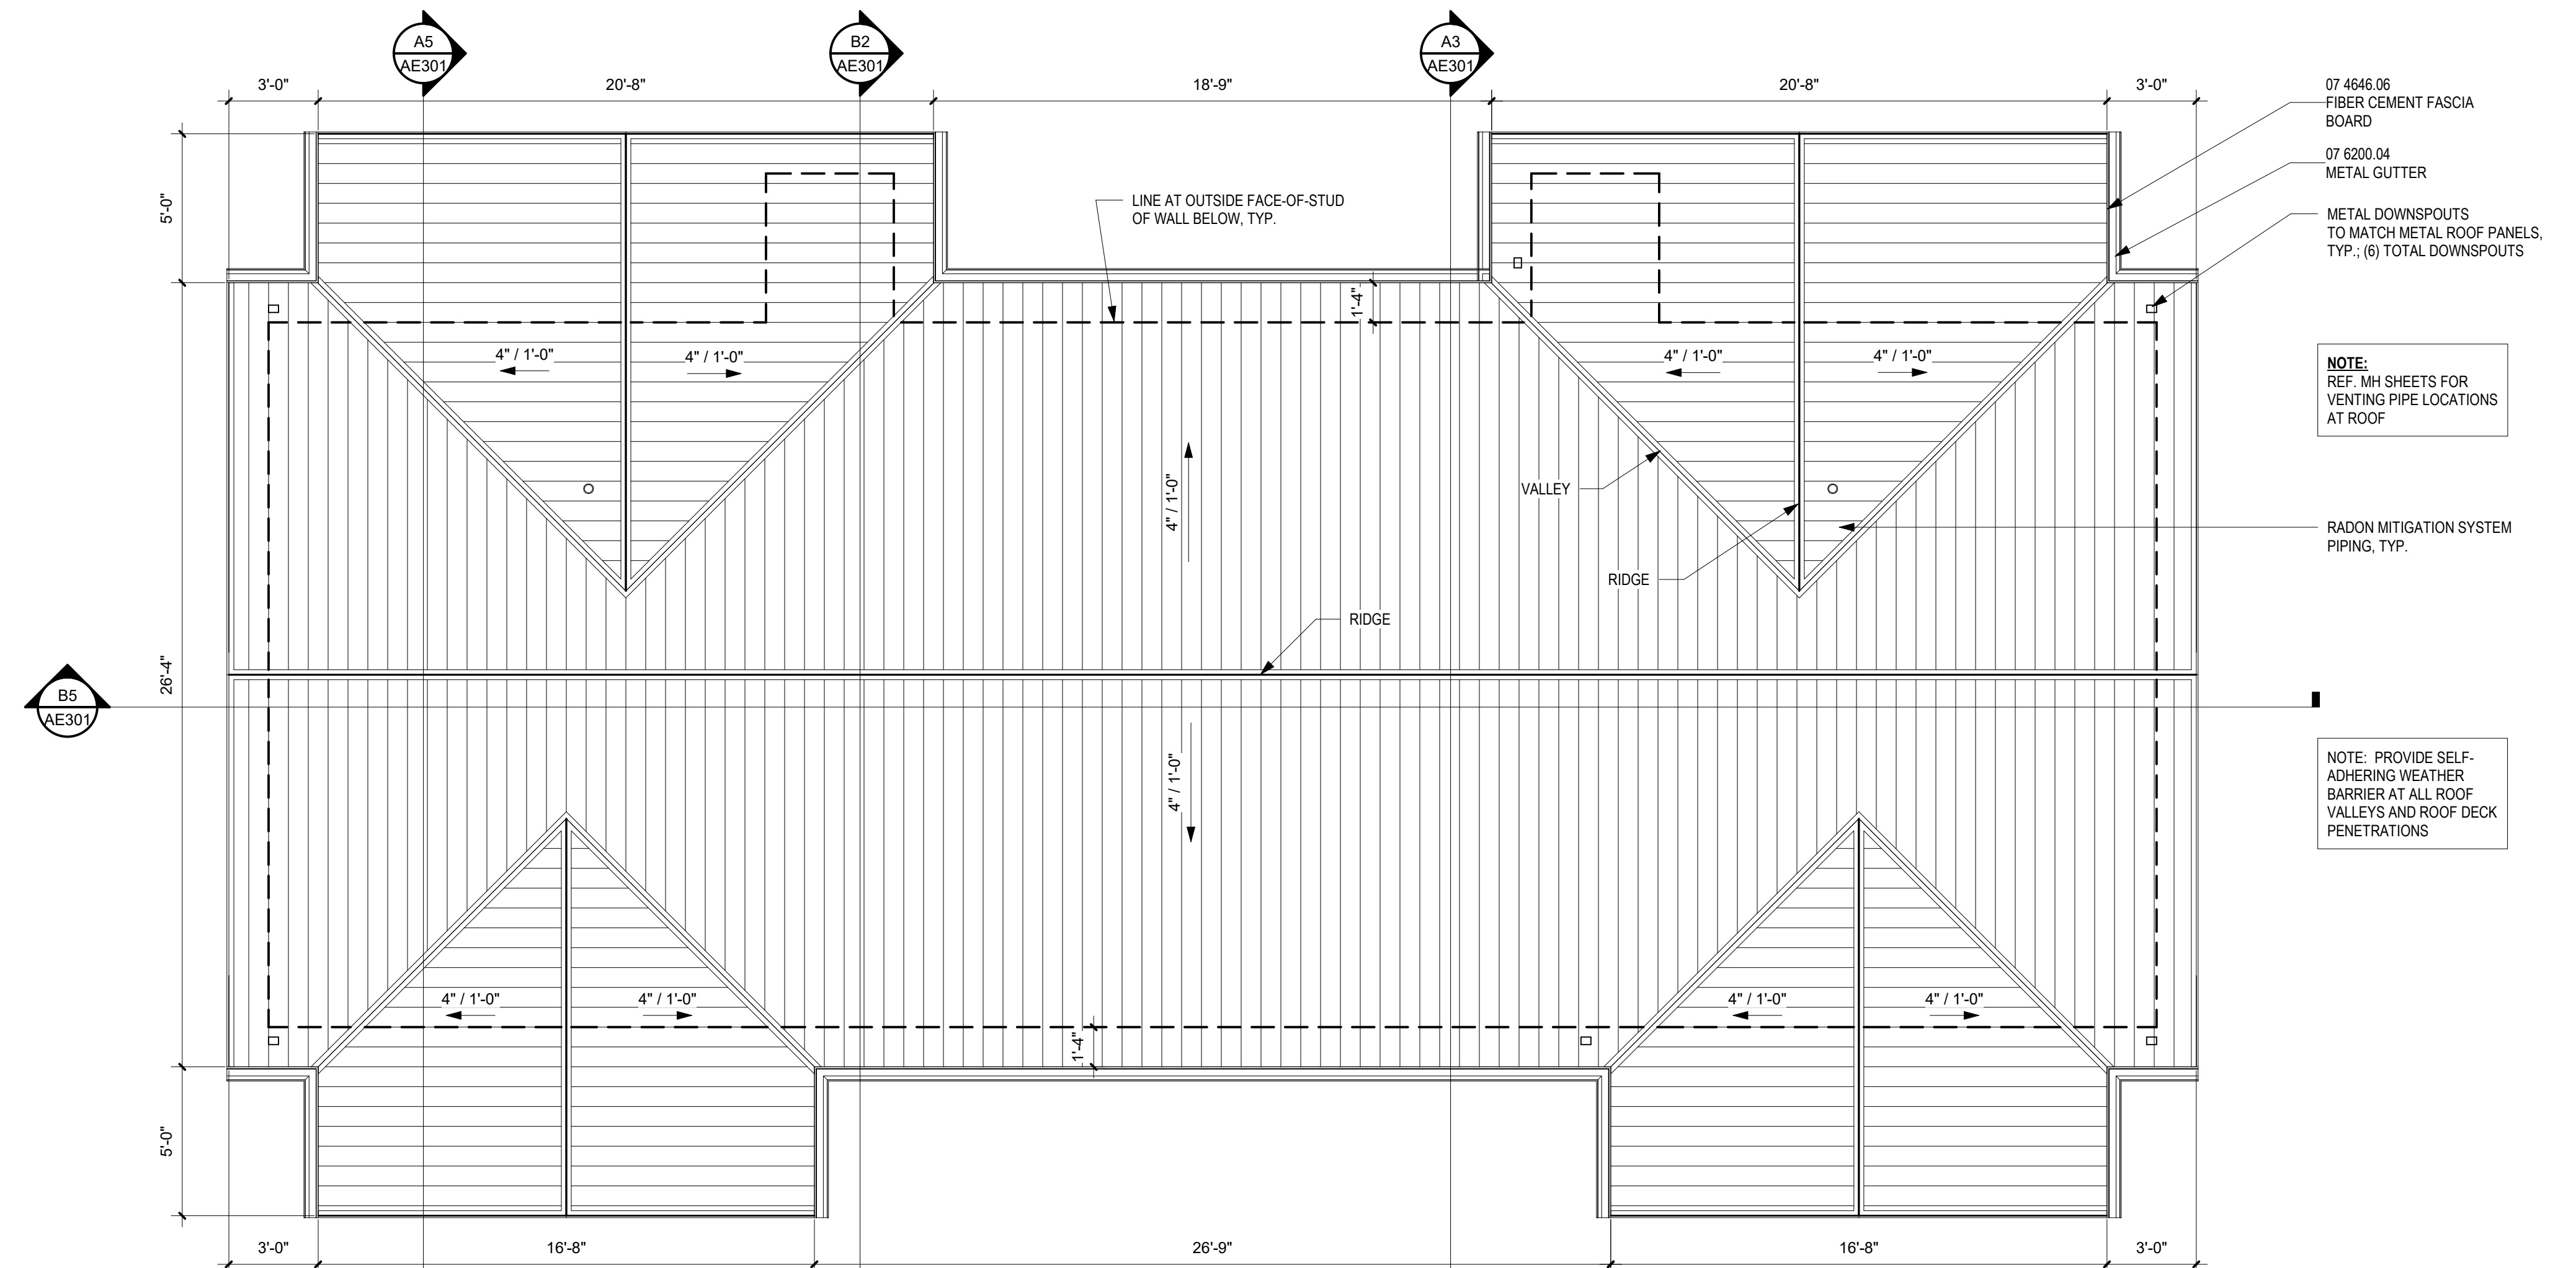 A5
AE301
B2
AE301
A3
AE301
3'-0"
20'-8"
18'-9"
20'-8"
3'-0"
07 4646.06
FIBER CEMENT FASCIA
BOARD
07 6200.04
METAL GUTTER
METAL DOWNSPOUTS
TO MATCH METAL ROOF PANELS,
TYP.; (6) TOTAL DOWNSPOUTS
5'-0"
LINE AT OUTSIDE FACE-OF-STUD
OF WALL BELOW, TYP.
1'-4"
4" / 1'-0"
4" / 1'-0"
4" / 1'-0"
4" / 1'-0"
NOTE:
REF. MH SHEETS FOR
VENTING PIPE LOCATIONS
AT ROOF
4" / 1'-0"
VALLEY
RADON MITIGATION SYSTEM
PIPING, TYP.
RIDGE
RIDGE
26'-4"
B5
AE301
4" / 1'-0"
NOTE: PROVIDE SELF-
ADHERING WEATHER
BARRIER AT ALL ROOF
VALLEYS AND ROOF DECK
PENETRATIONS
4" / 1'-0"
4" / 1'-0"
4" / 1'-0"
4" / 1'-0"
1'-4"
5'-0"
3'-0"
16'-8"
26'-9"
16'-8"
3'-0"